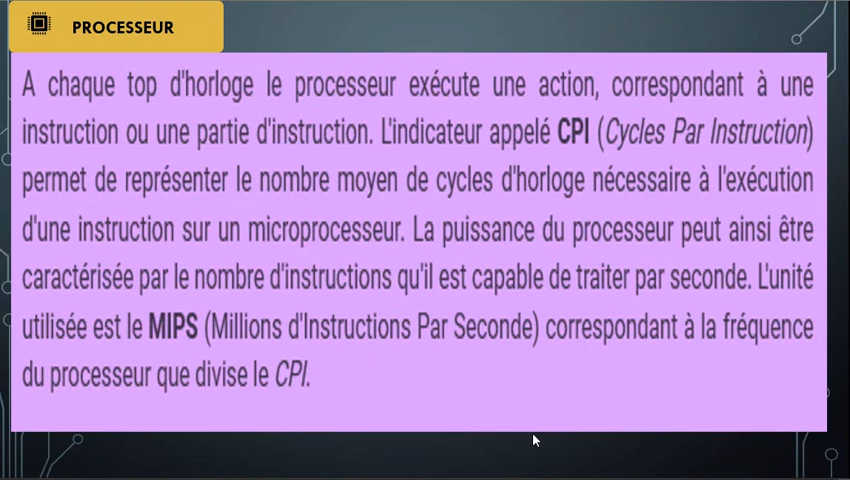 PROCESSEUR
A chaque top d'horloge le processeur exécute une action, correspondant à une
instruction ou une partie d'instruction. L'indicateur appelé CPI (Cycles Par Instruction)
permet de représenter le nombre moyen de cycles d'horloge nécessaire à l'exécution
d'une instruction sur un microprocesseur. La puissance du processeur peut ainsi être
caractérisée par le nombre d'instructions qu'il est capable de traiter par seconde. L'unité
utilisée est le MIPS (Millions d'Instructions Par Seconde) correspondant à la fréquence
du processeur que divise le CPI.